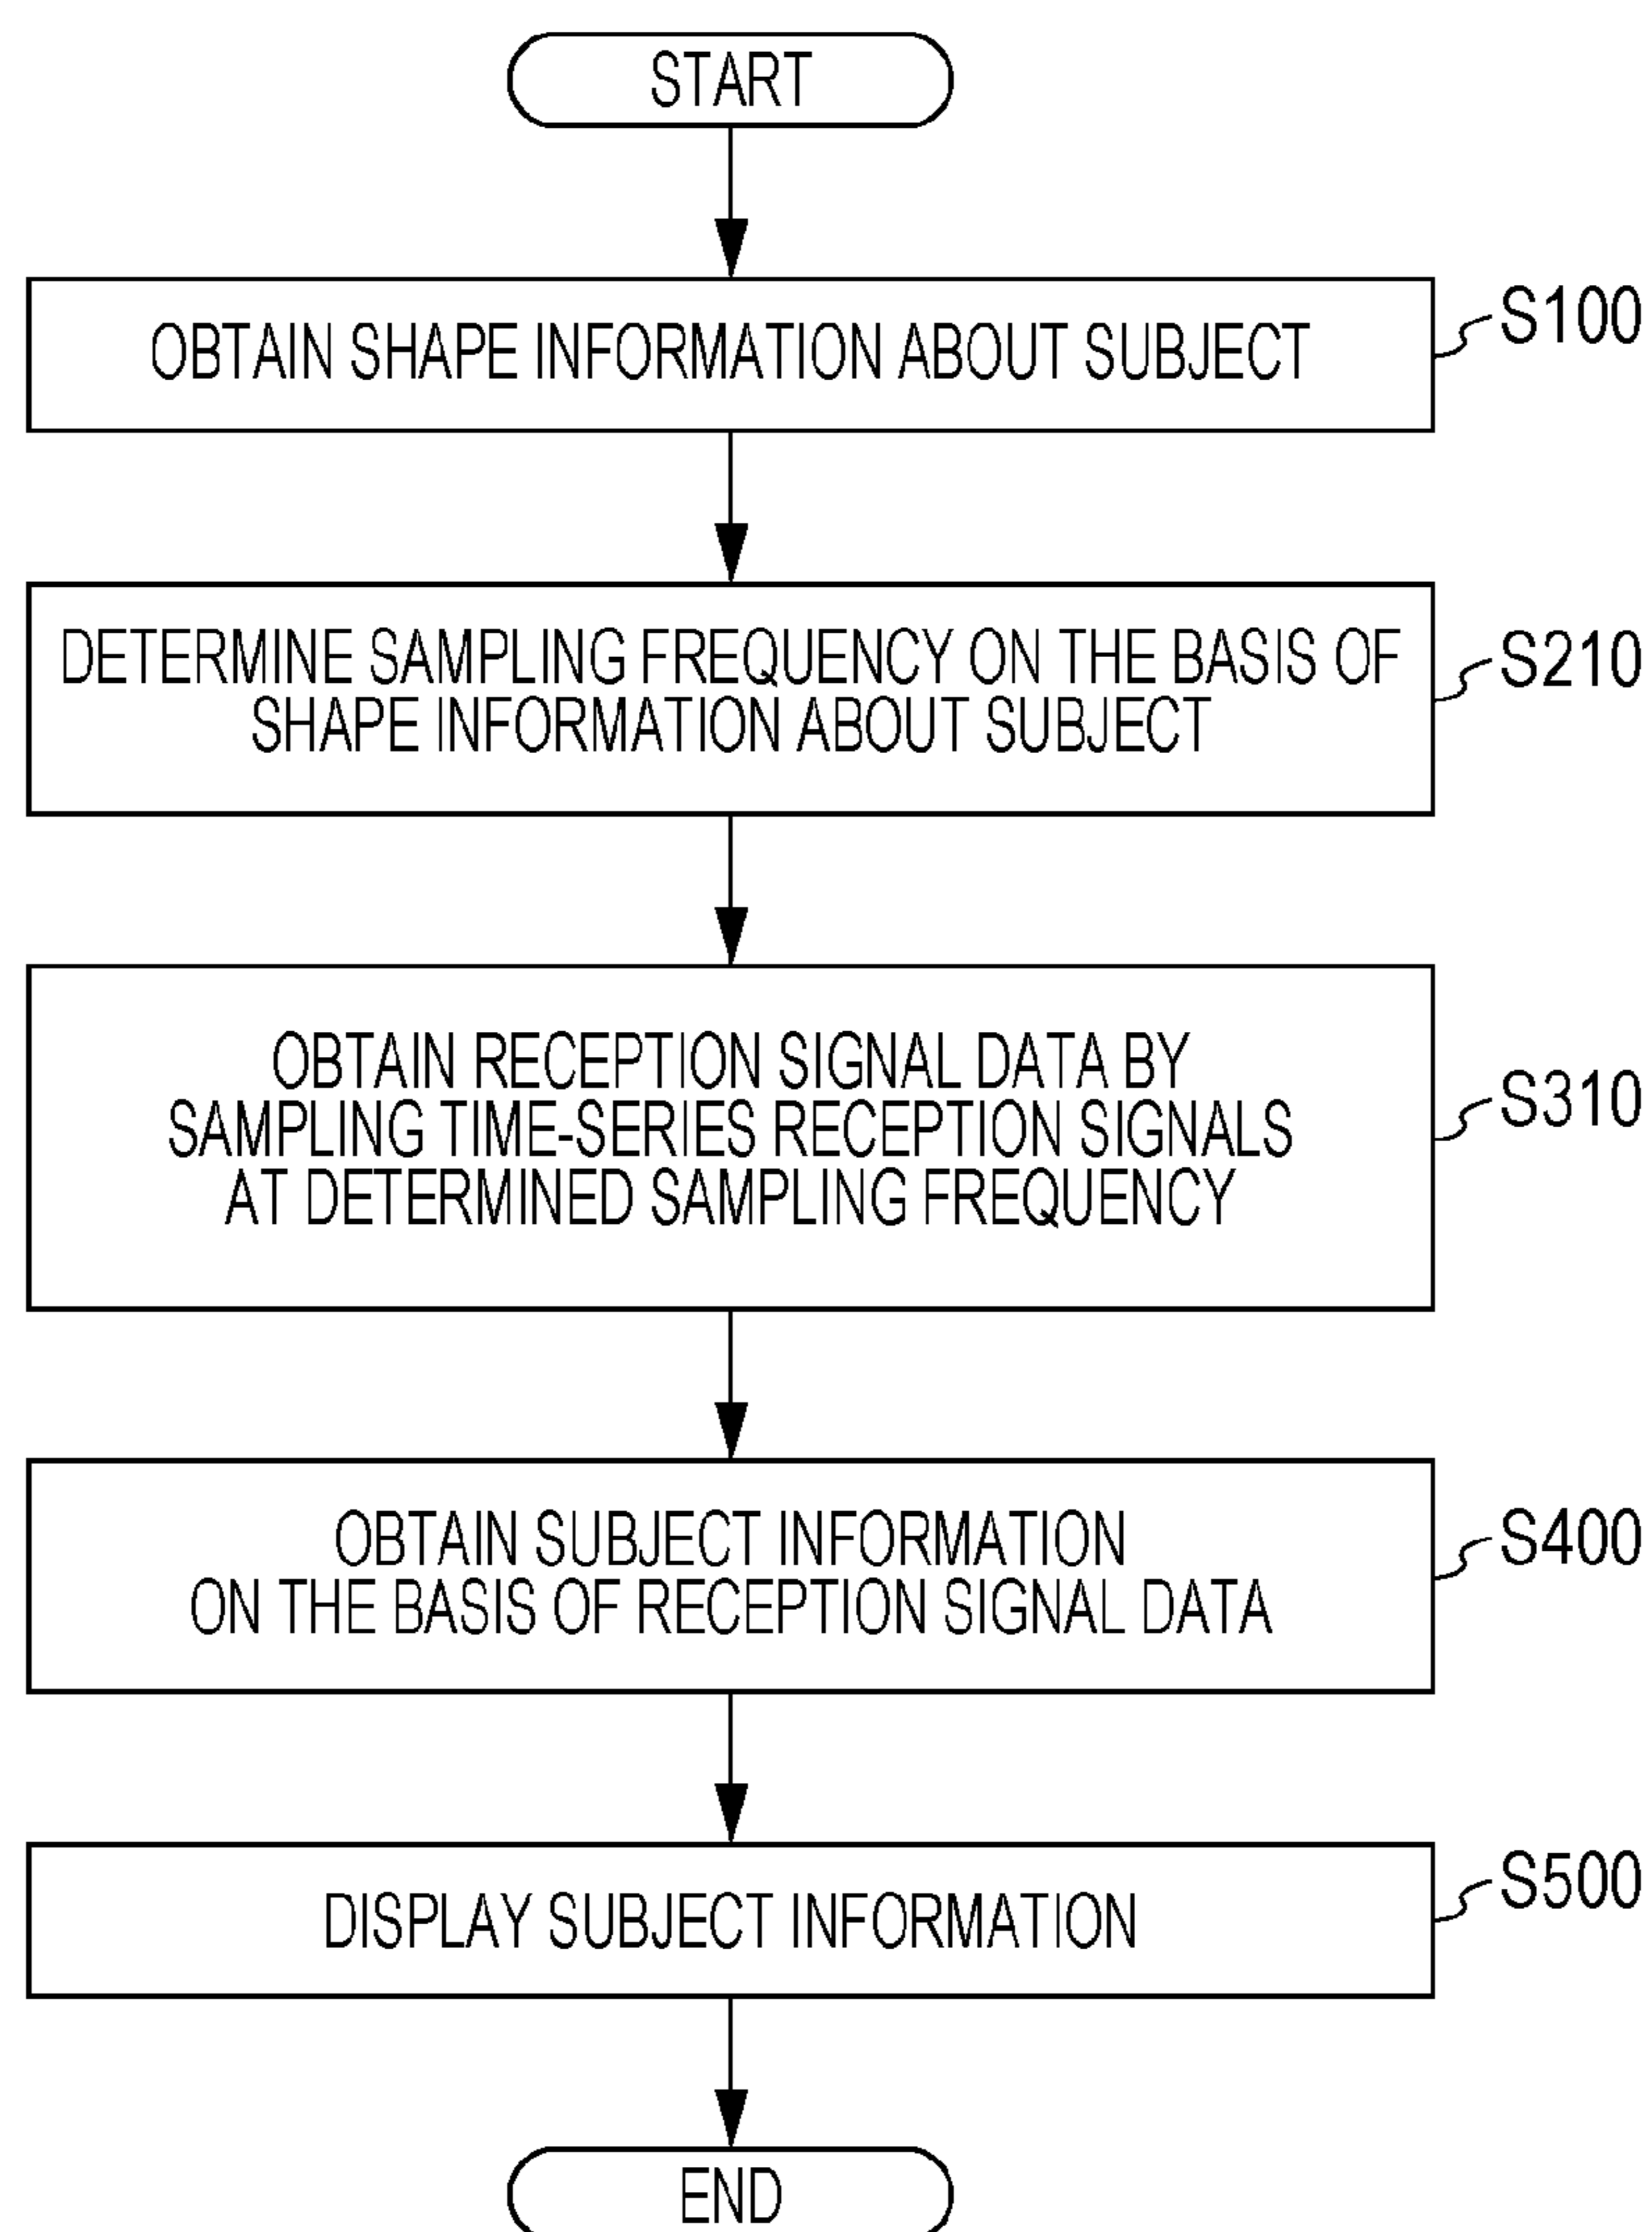 START
OBTAIN SHAPE INFORMATION ABOUT SUBJECT
S100
DETERMINE SAMPLING FREQUENCY ON THE BASIS OF
SHAPE INFORMATION ABOUT SUBJECT
S210
OBTAIN RECEPTION SIGNAL DATA BY
SAMPLING TIME-SERIES RECEPTION SIGNALS
AT DETERMINED SAMPLING FREQUENCY
S310
OBTAIN SUBJECT INFORMATION
ON THE BASIS OF RECEPTION SIGNAL DATA
S400
DISPLAY SUBJECT INFORMATION
S500
END